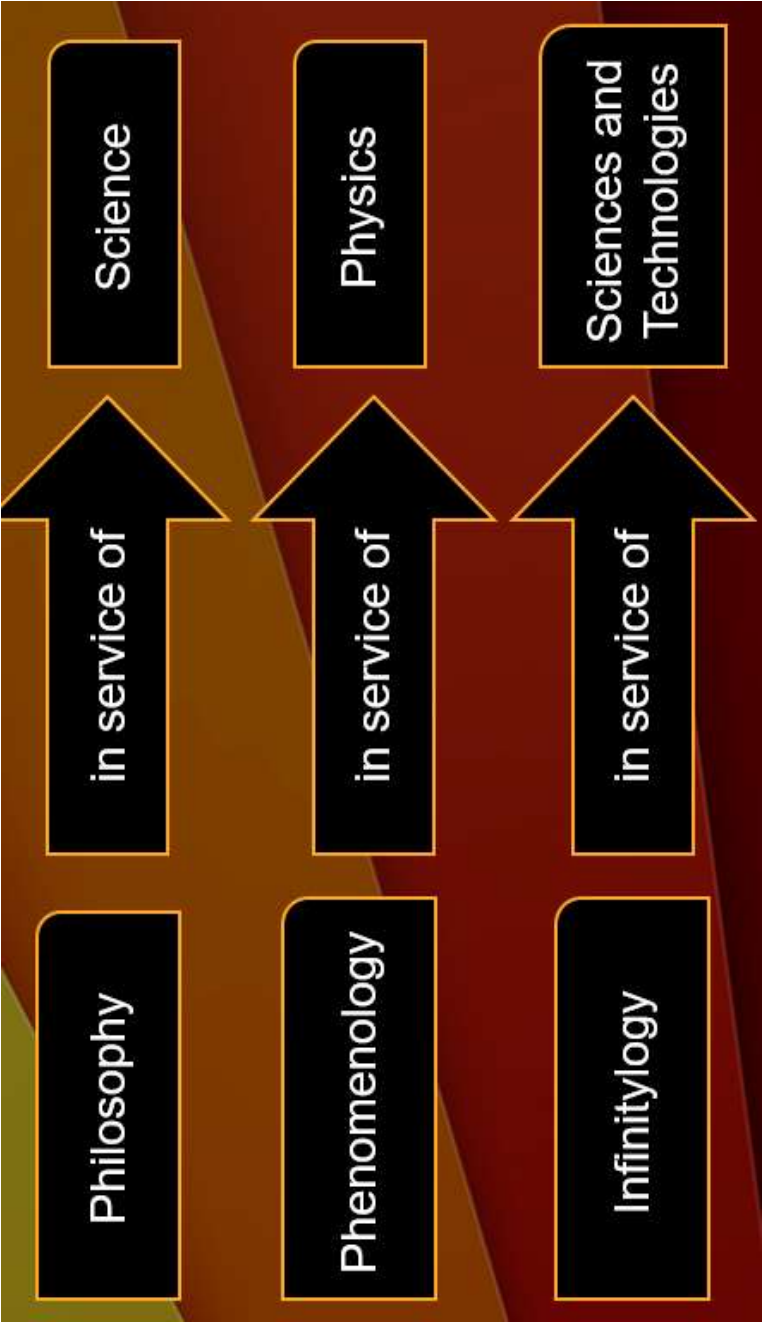 Philosophy
in service of
Science
Phenomenology
in service of
Physics
Infinitylogy
in service of
Sciences and
Technologies